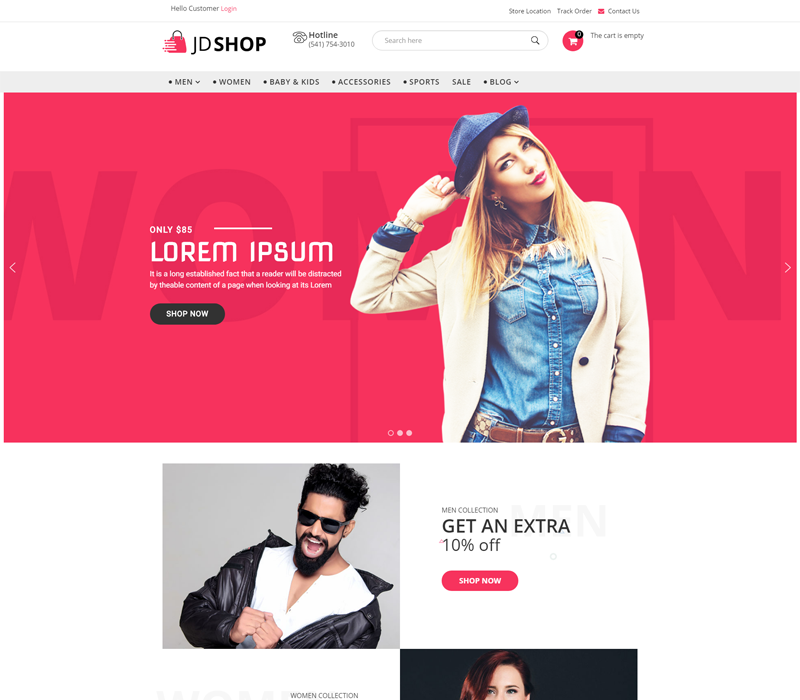 Hello Customer Login
Store Location Track Order Contact Us
JDSHOP
Hotline
(541) 754-3010
Search here
0
The cart is empty
MEN WOMEN BABY & KIDS ACCESSORIES SPORTS SALE BLOG
WOMEN
ONLY $85
LOREM IPSUM
It is a long established fact that a reader will be distracted
by theable content of a page when looking at its Lorem
SHOP NOW
MEN
MEN COLLECTION
GET AN EXTRA
10% off
SHOP NOW
WOMEN
WOMEN COLLECTION